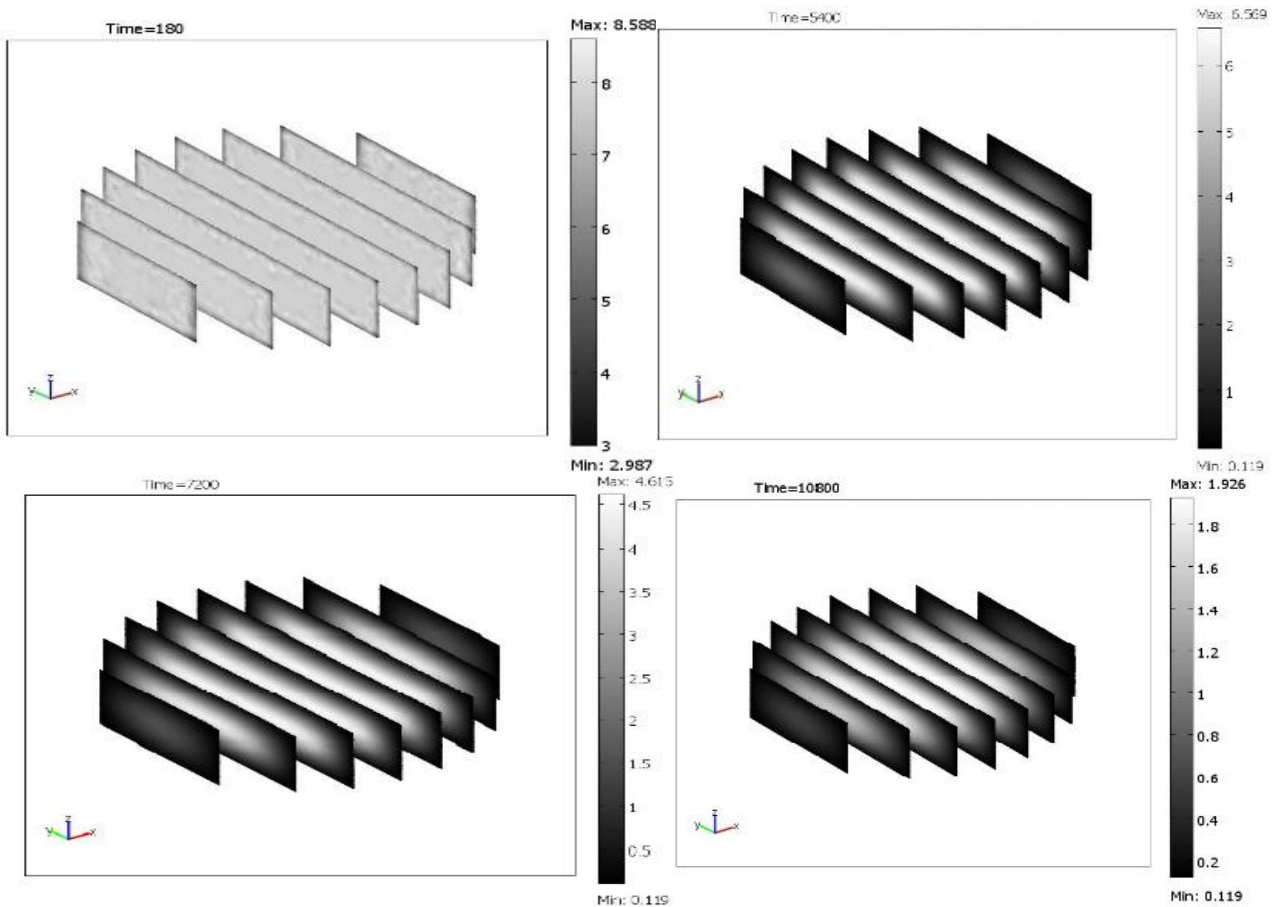 Time=180
Max: 8.588
8
7
6
5
4
3
Min: 2.987
z
y
x
Time=5400
Max: 6.569
6
5
4
3
2
1
Min: 0.119
z
y
x
Time=7200
Max: 4.615
4.5
4
3.5
3
2.5
2
1.5
1
0.5
Min: 0.119
z
y
x
Time=10800
Max: 1.926
1.8
1.6
1.4
1.2
1
0.8
0.6
0.4
0.2
Min: 0.119
z
y
x